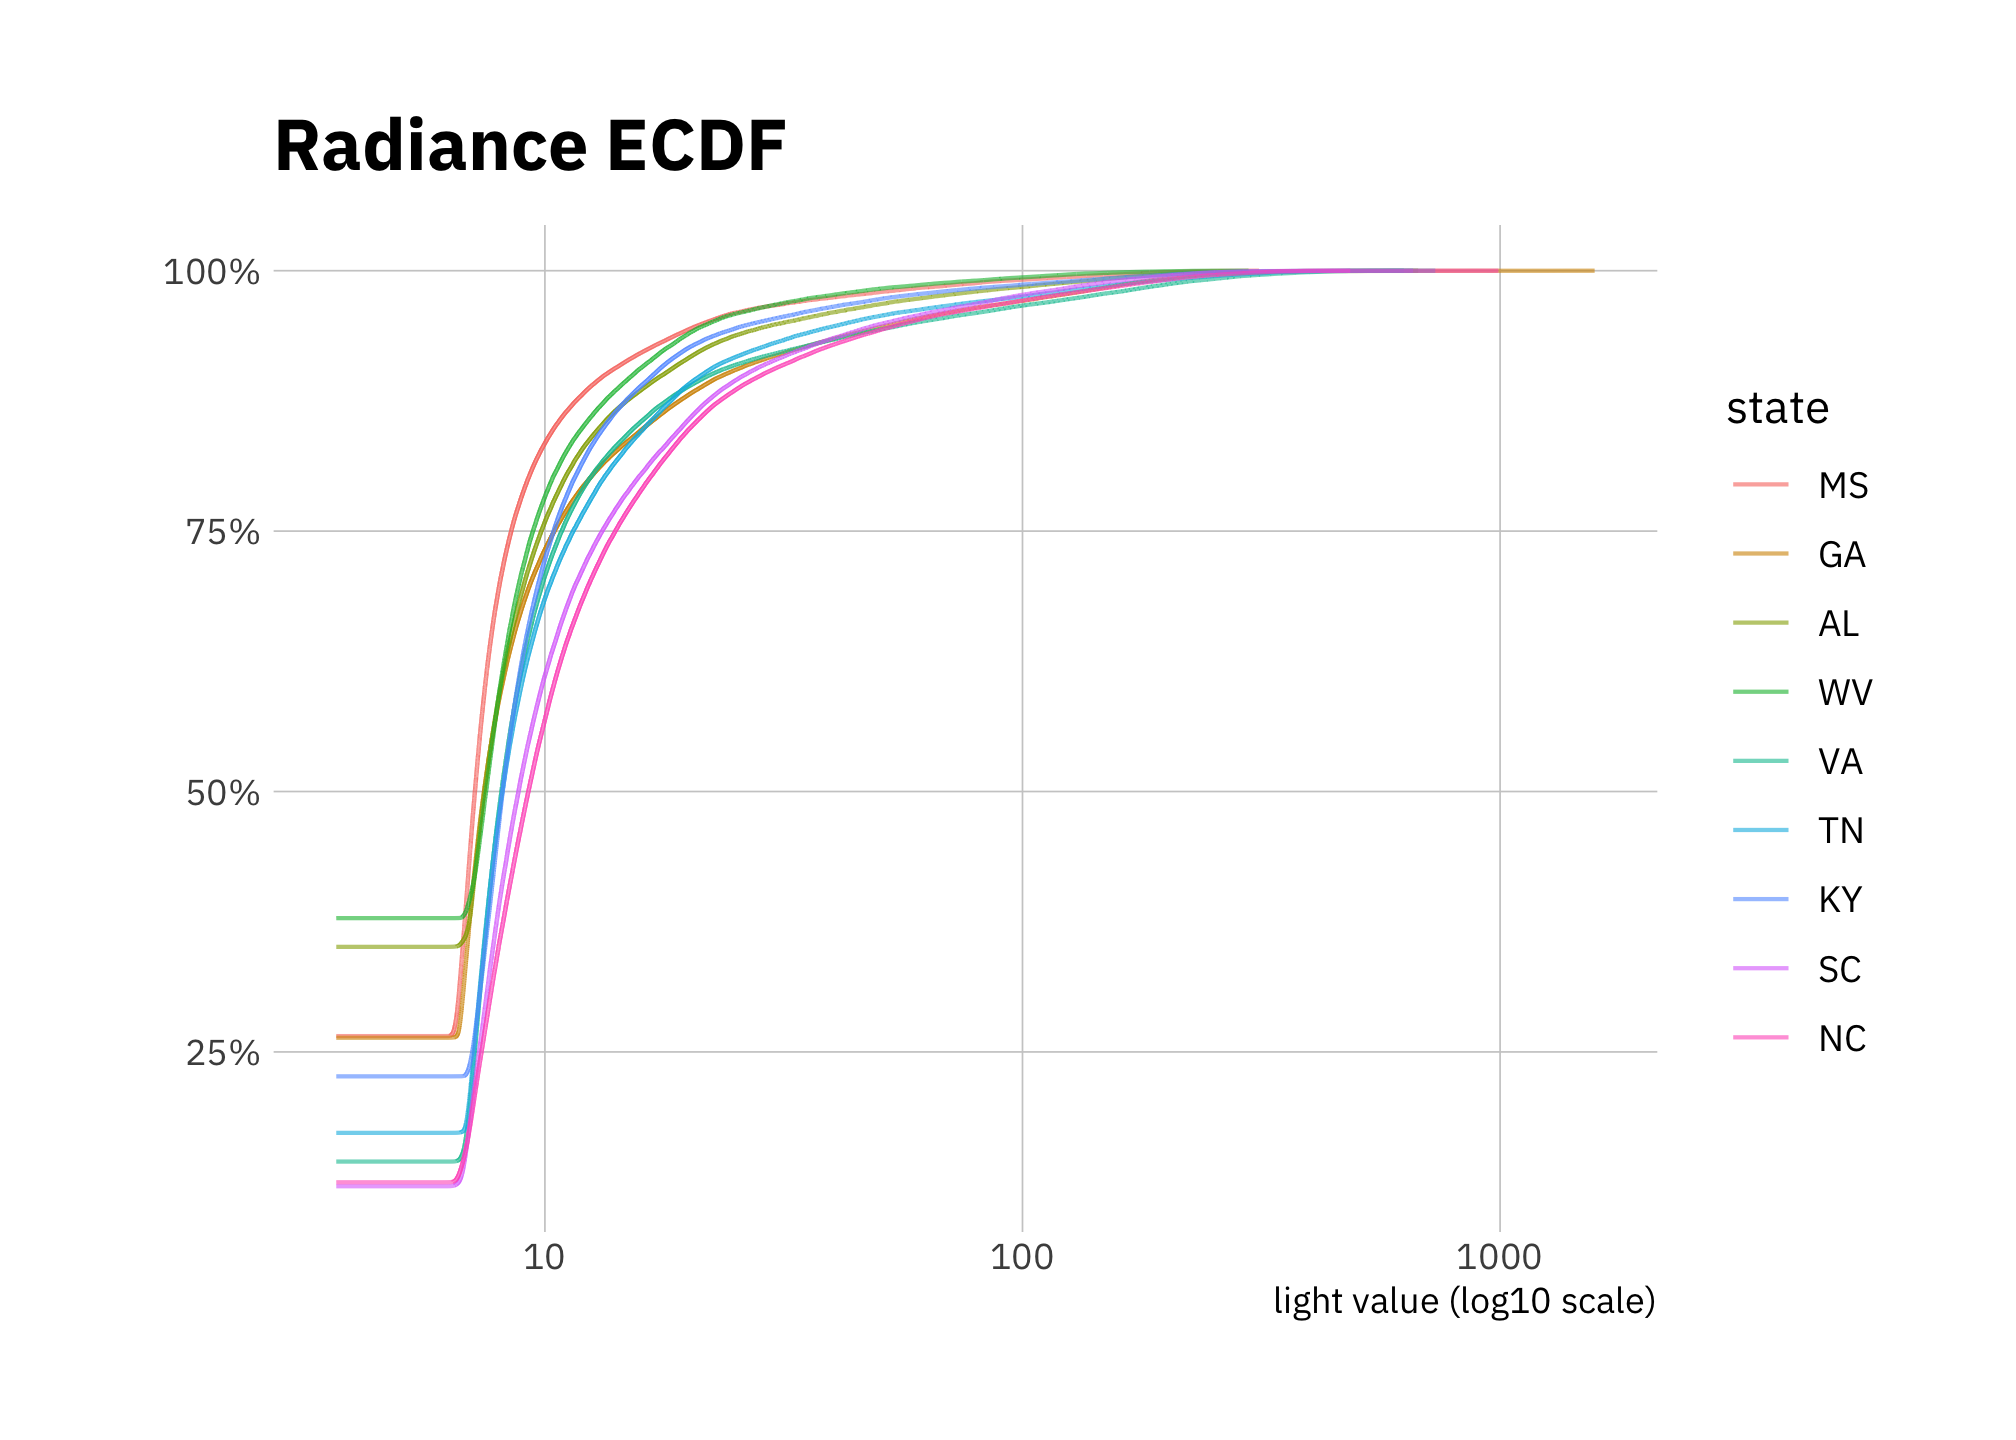 Radiance ECDF
100%
75%
50%
25%
10 100 1000
light value (log10 scale)
state
MS
GA
AL
WV
VA
TN
KY
SC
NC